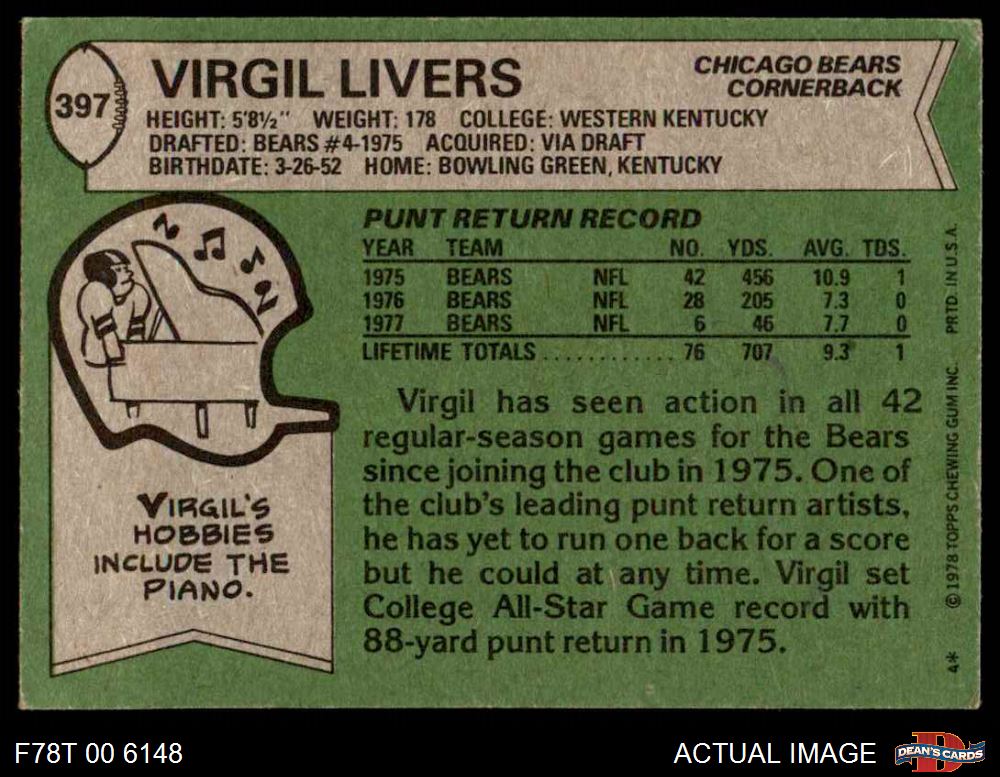 397
VIRGIL LIVERS
CHICAGO BEARS
CORNERBACK
HEIGHT: 5'8½" WEIGHT: 178 COLLEGE: WESTERN KENTUCKY
DRAFTED: BEARS #4-1975 ACQUIRED: VIA DRAFT
BIRTHDATE: 3-26-52 HOME: BOWLING GREEN, KENTUCKY
PUNT RETURN RECORD
YEAR TEAM NO. YDS. AVG. TDS.
1975 BEARS NFL 42 456 10.9 1
1976 BEARS NFL 28 205 7.3 0
1977 BEARS NFL 6 46 7.7 0
LIFETIME TOTALS ............ 76 707 9.3 1
Virgil has seen action in all 42
regular-season games for the Bears
since joining the club in 1975. One of
the club's leading punt return artists,
he has yet to run one back for a score
but he could at any time. Virgil set
College All-Star Game record with
88-yard punt return in 1975.
VIRGIL'S
HOBBIES
INCLUDE THE
PIANO.
4* © 1978 TOPPS CHEWING GUM INC. PRTD. IN U.S.A.
F78T 00 6148
ACTUAL IMAGE
D
DEAN'S CARDS